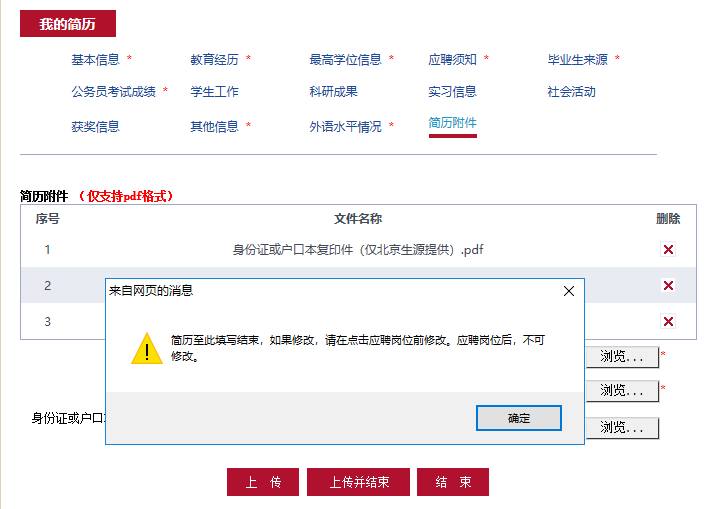 我的简历
基本信息 * 教育经历 * 最高学位信息 * 应聘须知 * 毕业生来源 *
公务员考试成绩 * 学生工作 科研成果 实习信息 社会活动
获奖信息 其他信息 * 外语水平情况 * 简历附件
简历附件 （仅支持pdf格式）
序号 文件名称 删除
1 身份证或户口本复印件（仅北京生源提供）.pdf
2
来自网页的消息
3
简历至此填写结束，如果修改，请在点击应聘岗位前修改。应聘岗位后，不可
修改。
浏览... *
浏览... *
身份证或户口
确定
浏览...
上 传 上传并结束 结 束